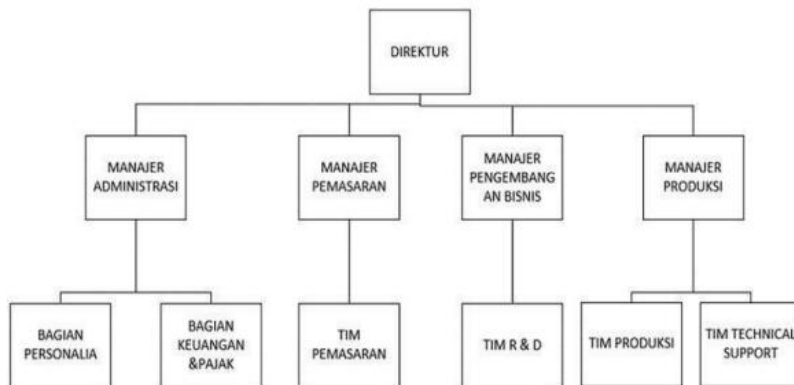 DIREKTUR
MANAJER
ADMINISTRASI
MANAJER
PEMASARAN
MANAJER
PENGEMBANG
AN BISNIS
MANAJER
PRODUKSI
BAGIAN
PERSONALIA
BAGIAN
KEUANGAN
&PAJAK
TIM
PEMASARAN
TIM R & D
TIM PRODUKSI
TIM TECHNICAL
SUPPORT